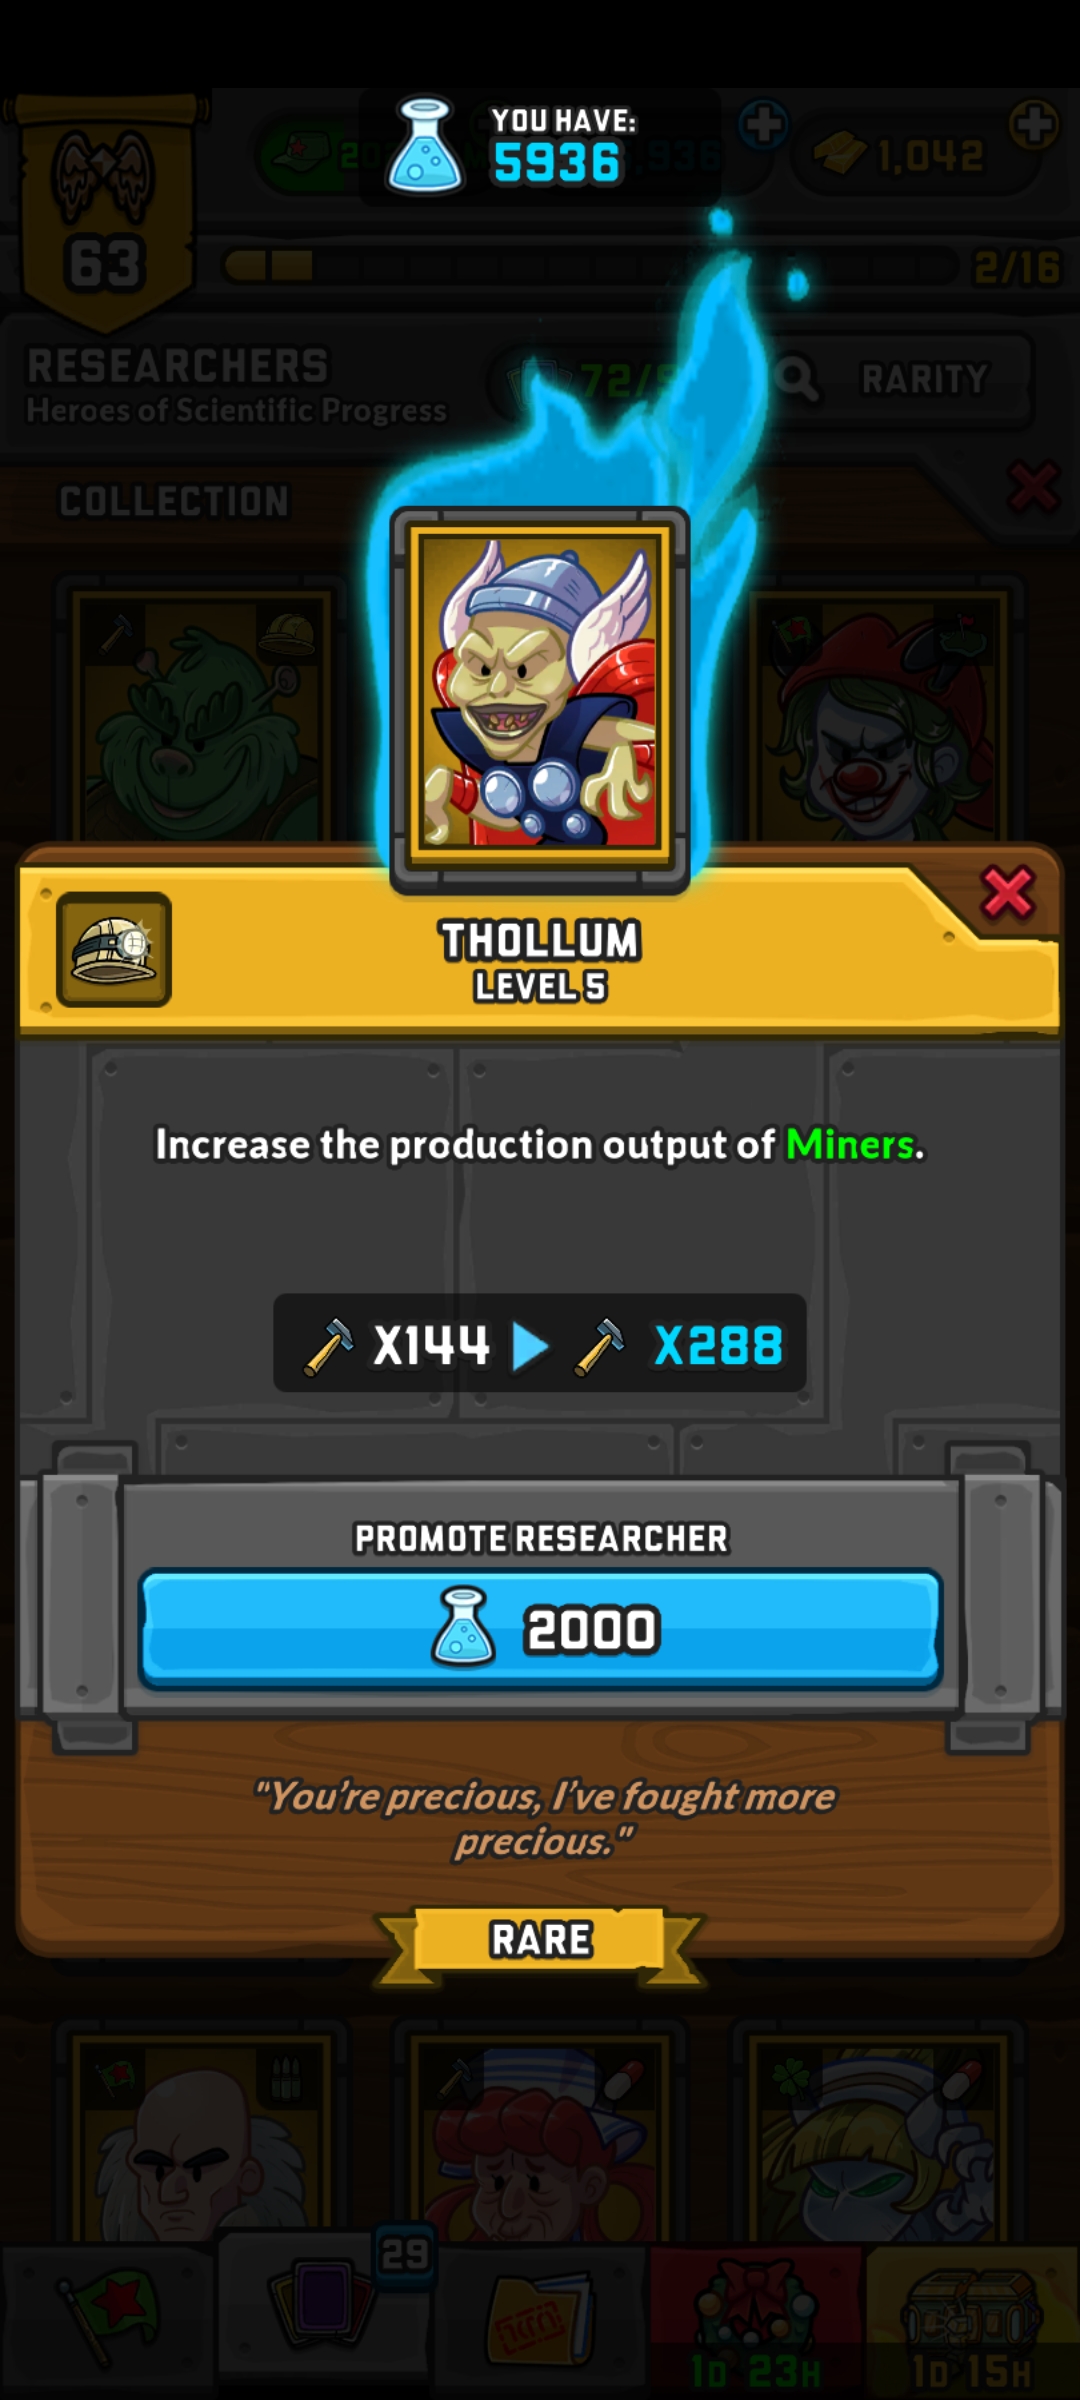 YOU HAVE:
5936
1,042
63
2/16
RESEARCHERS
Heroes of Scientific Progress
RARITY
COLLECTION
THOLLUM
LEVEL 5
Increase the production output of Miners.
X144 X288
PROMOTE RESEARCHER
2000
"You're precious, I've fought more
precious."
RARE
29
1D 23H
1D 15H